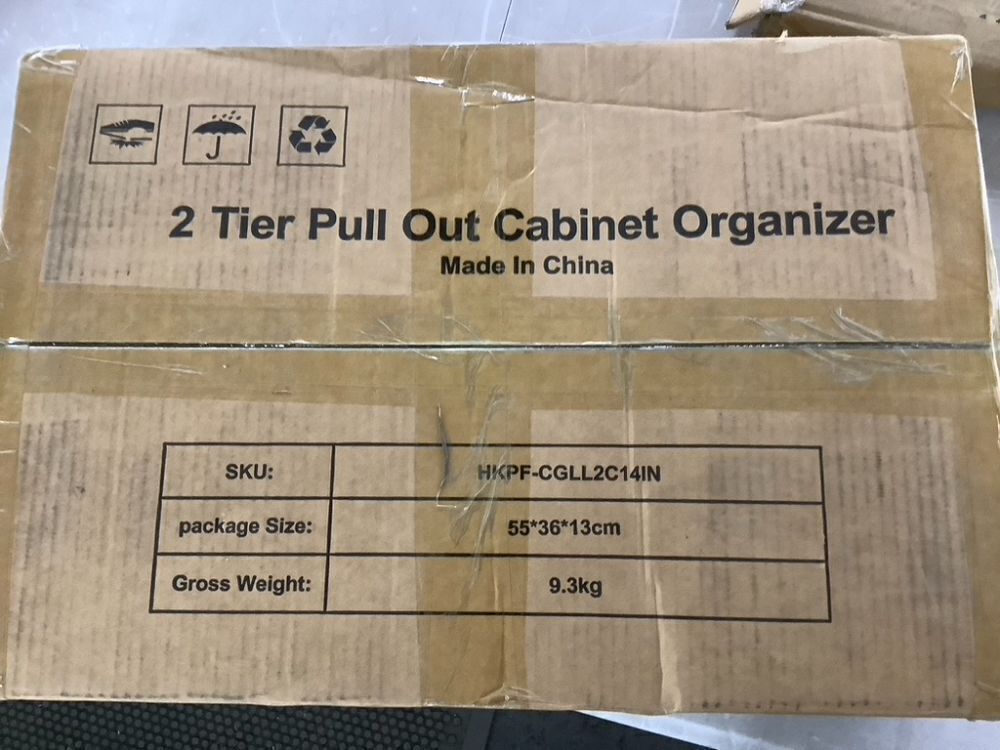 2 Tier Pull Out Cabinet Organizer
Made In China
SKU: HKPF-CGLL2C14IN
package Size: 55*36*13cm
Gross Weight: 9.3kg